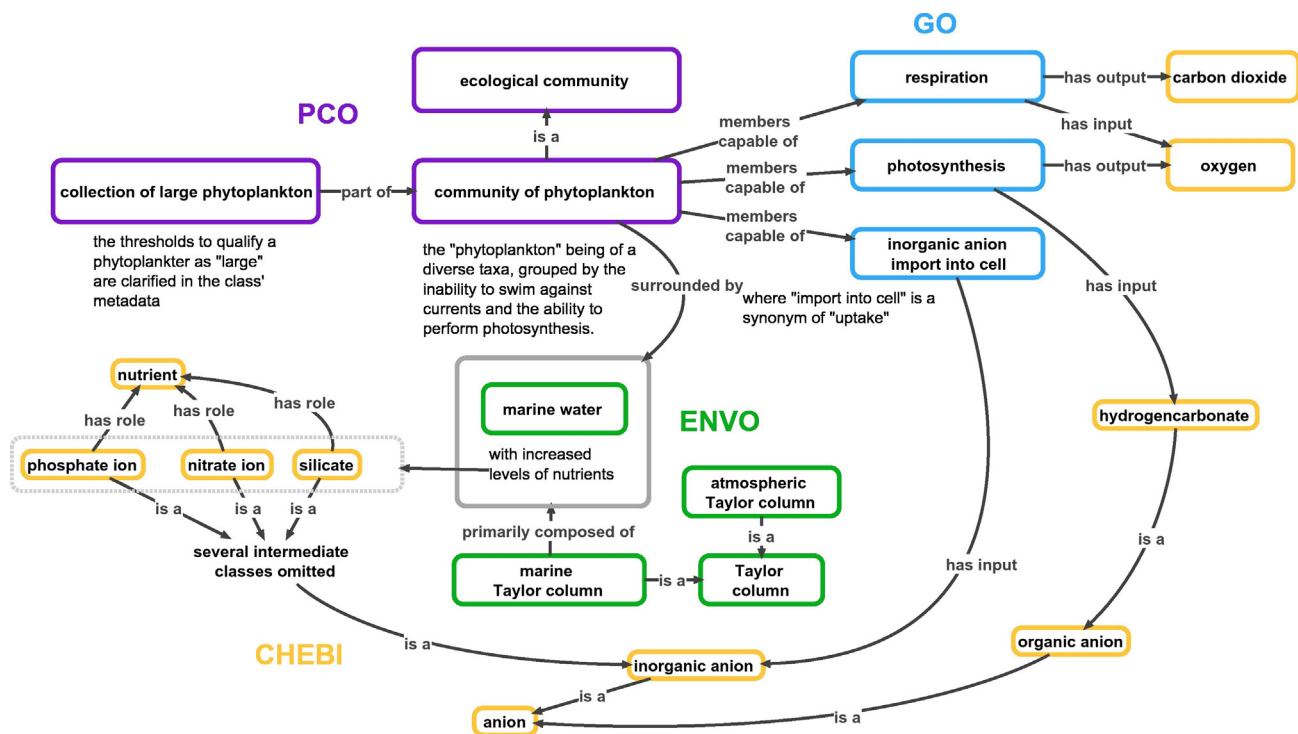 GO
ecological community
respiration
has output
carbon dioxide
PCO
members
capable of
has input
is a
collection of large phytoplankton
part of
community of phytoplankton
members
capable of
photosynthesis
has output
oxygen
members
capable of
inorganic anion
import into cell
the thresholds to qualify a
phytoplankter as "large"
are clarified in the class'
metadata
the "phytoplankton" being of a
diverse taxa, grouped by the
inability to swim against
currents and the ability to
perform photosynthesis.
surrounded by
where "import into cell" is a
synonym of "uptake"
has input
nutrient
has role
has role
has role
marine water
ENVO
hydrogencarbonate
phosphate ion
nitrate ion
silicate
with increased
levels of nutrients
atmospheric
Taylor column
is a
is a
is a
primarily composed of
is a
is a
several intermediate
classes omitted
marine
Taylor column
is a
Taylor
column
has input
CHEBI
is a
inorganic anion
organic anion
is a
anion
is a